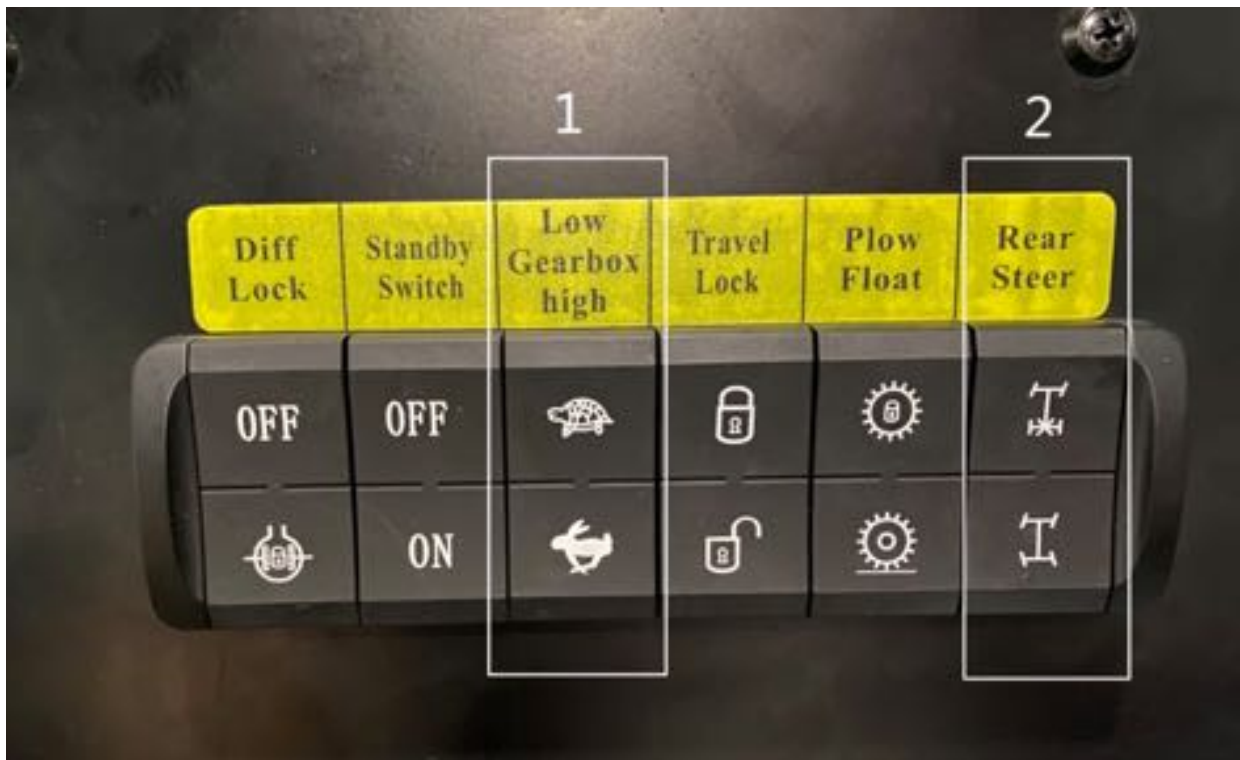 1
2
Diff
Lock
Standby
Switch
Low
Gearbox
high
Travel
Lock
Plow
Float
Rear
Steer
OFF
OFF
ON